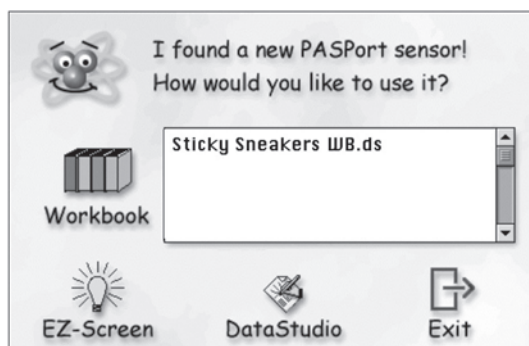 I found a new PASPort sensor!
How would you like to use it?
Sticky Sneakers WB.ds
Workbook
EZ-Screen
DataStudio
Exit